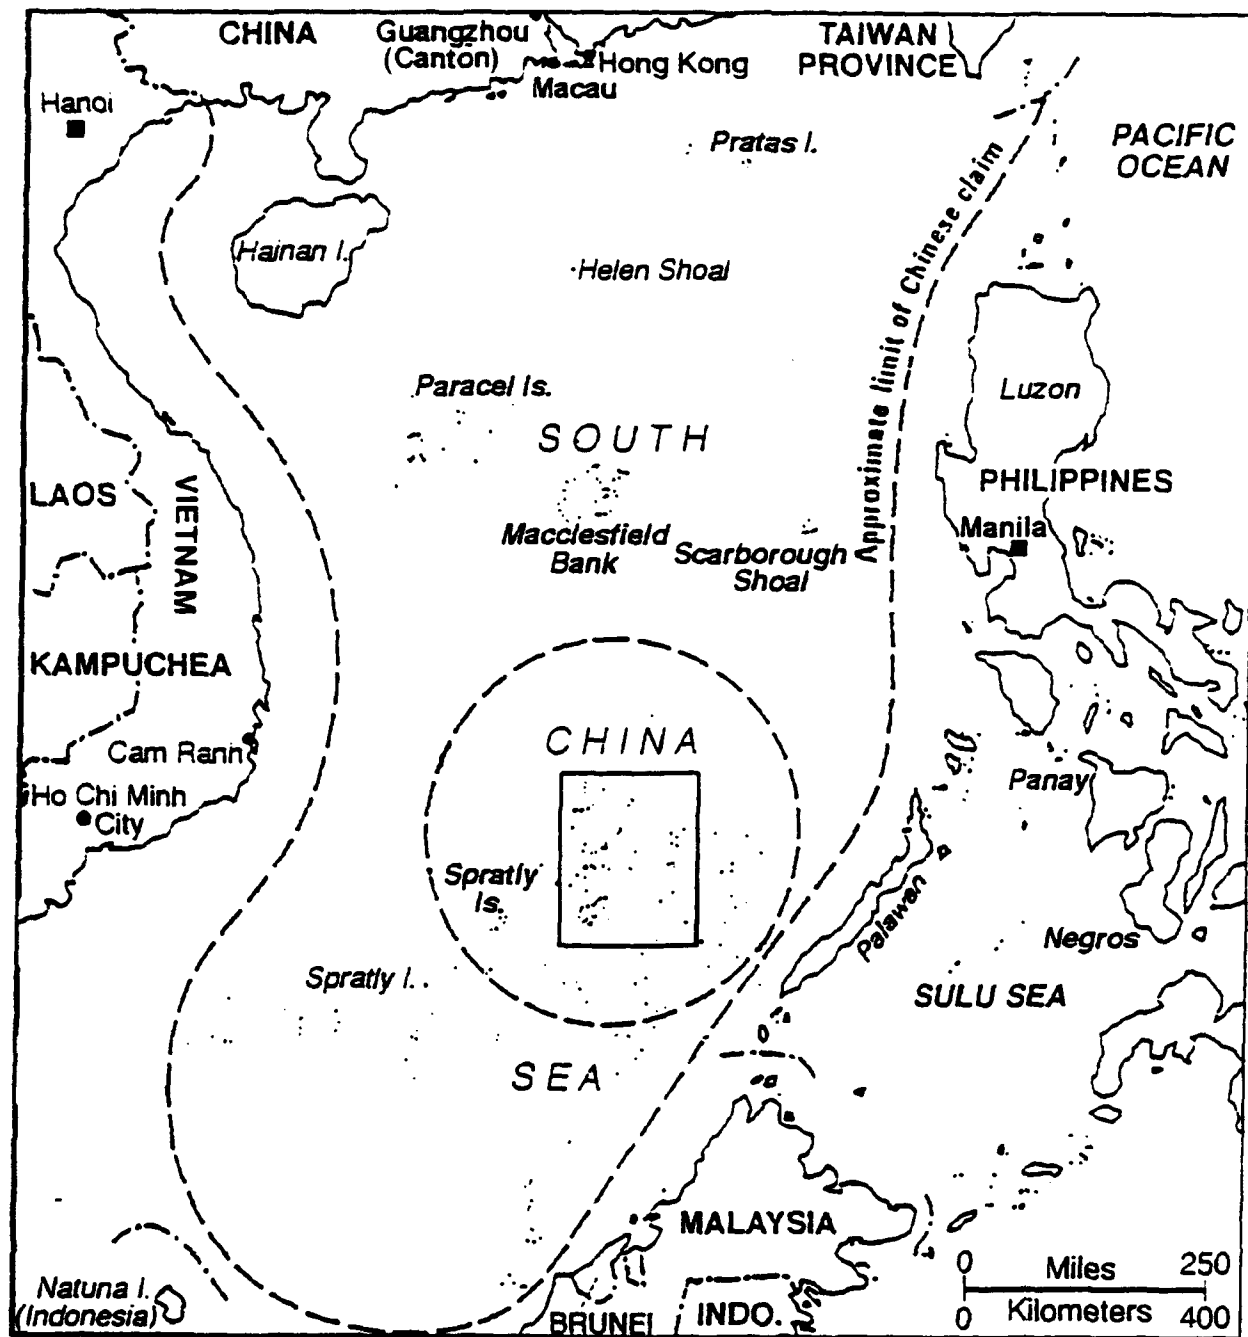 CHINA
Guangzhou
(Canton)
Hong Kong
Macau
TAIWAN
PROVINCE
Hanoi
Pratas I.
PACIFIC
OCEAN
Hainan I.
Helen Shoal
Approximate limit of Chinese claim
Paracel Is.
Luzon
SOUTH
LAOS
VIETNAM
PHILIPPINES
Macclesfield
Bank
Scarborough
Shoal
Manila
KAMPUCHEA
CHINA
Cam Ranh
Panay
Ho Chi Minh
City
Spratly
Is.
Palawan
Negros
Spratly I.
SULU SEA
SEA
MALAYSIA
Natuna I.
(Indonesia)
BRUNEI
INDO.
0 Miles 250
0 Kilometers 400